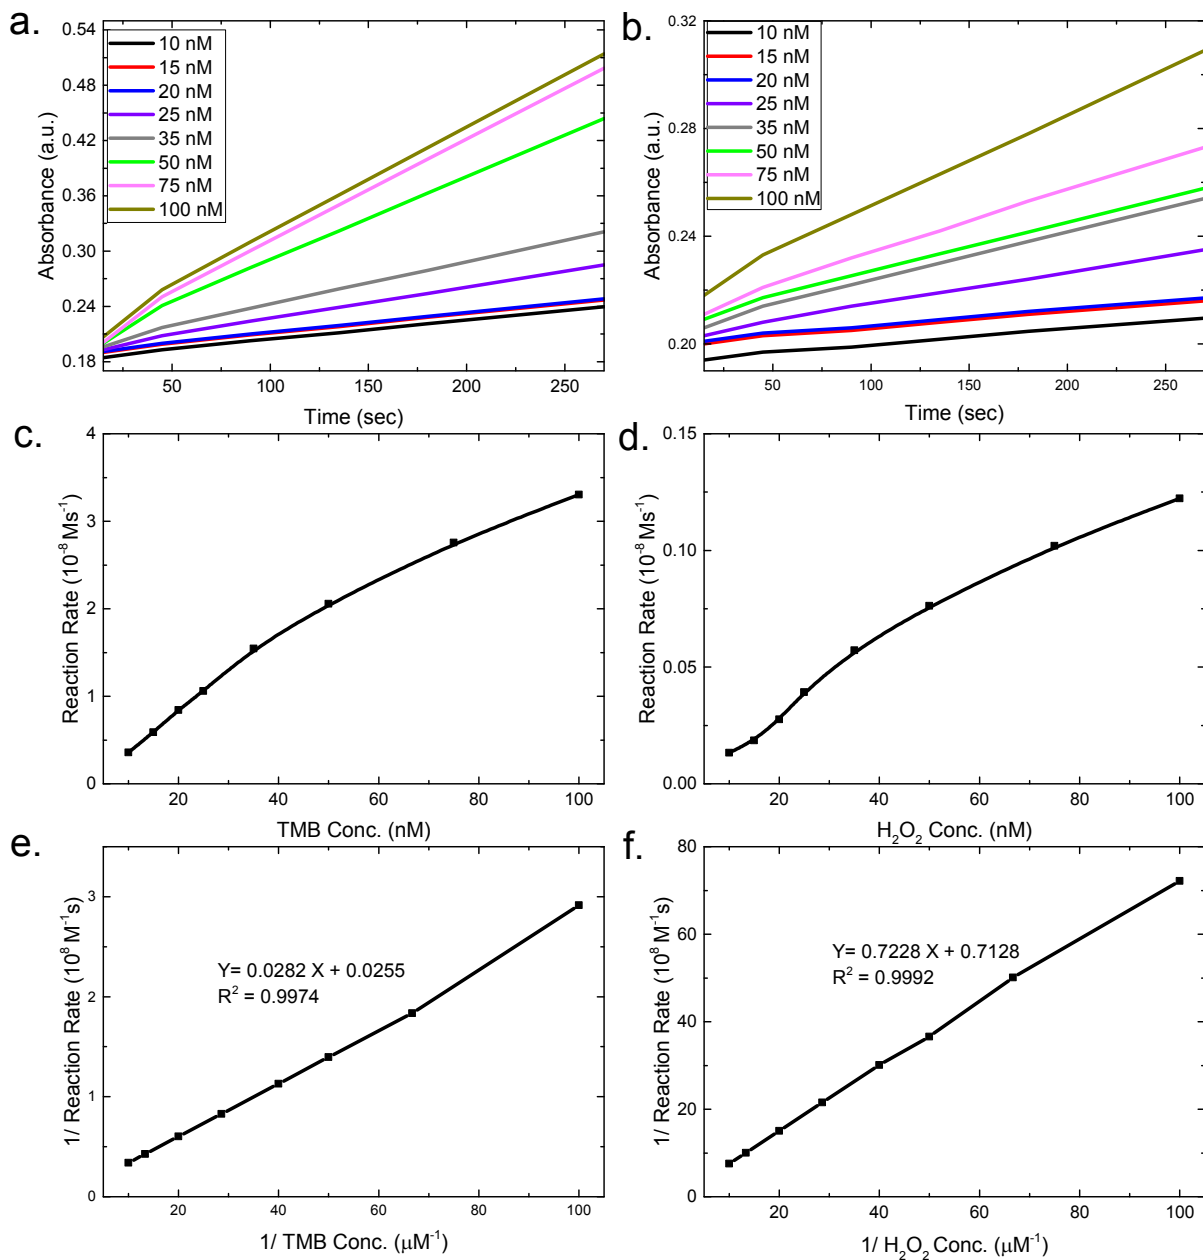 a.
0.54
0.48
0.42
0.36
0.30
0.24
0.18
Absorbance (a.u.)
10 nM
15 nM
20 nM
25 nM
35 nM
50 nM
75 nM
100 nM
50 100 150 200 250
Time (sec)
b.
0.32
0.28
0.24
0.20
Absorbance (a.u.)
10 nM
15 nM
20 nM
25 nM
35 nM
50 nM
75 nM
100 nM
50 100 150 200 250
Time (sec)
c.
4
3
2
1
0
Reaction Rate (10⁻⁸ Ms⁻¹)
20 40 60 80 100
TMB Conc. (nM)
d.
0.15
0.10
0.05
0.00
Reaction Rate (10⁻⁸ Ms⁻¹)
20 40 60 80 100
H₂O₂ Conc. (nM)
e.
3
2
1
0
1/ Reaction Rate (10⁸ M⁻¹s)
Y= 0.0282 X + 0.0255
R² = 0.9974
20 40 60 80 100
1/ TMB Conc. (μM⁻¹)
f.
80
60
40
20
0
1/ Reaction Rate (10⁸ M⁻¹s)
Y= 0.7228 X + 0.7128
R² = 0.9992
20 40 60 80 100
1/ H₂O₂ Conc. (μM⁻¹)